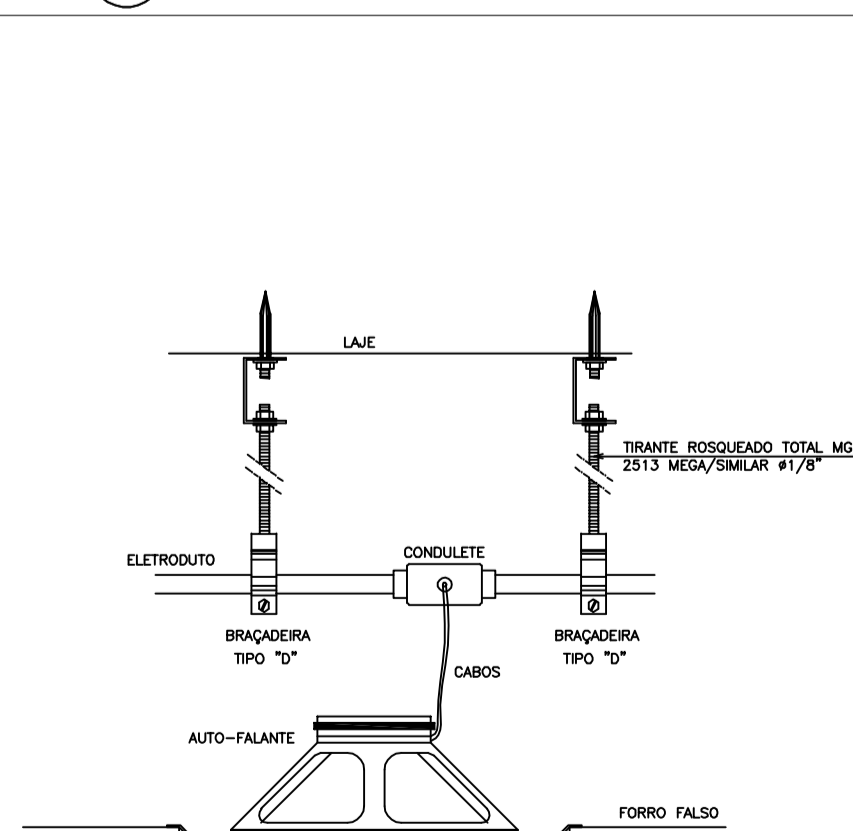 LAJE
TIRANTE ROSQUEADO TOTAL MG
2513 MEGA/SIMILAR ø1/8"
ELETRODUTO
CONDULETE
BRAÇADEIRA
TIPO "D"
BRAÇADEIRA
TIPO "D"
CABOS
AUTO-FALANTE
FORRO FALSO